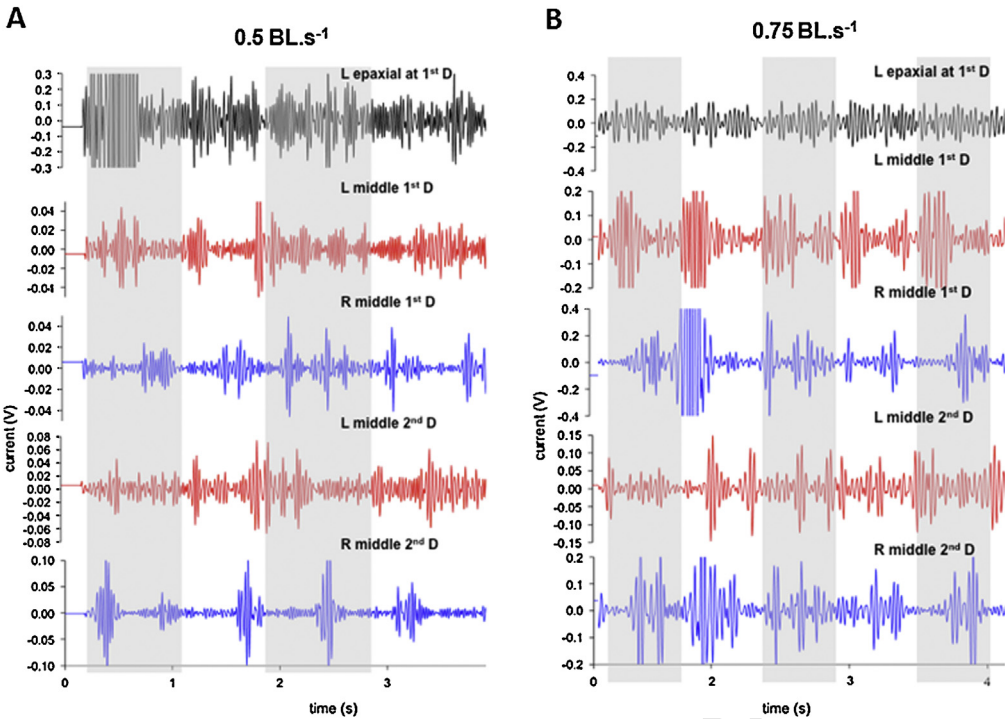 A
0.5 BL.s-1
L epaxial at 1st D
0.3
0.2
0.1
0.0
-0.1
-0.2
-0.3
L middle 1st D
0.04
0.02
0.00
-0.02
-0.04
R middle 1st D
0.04
0.02
0.00
-0.02
-0.04
L middle 2nd D
0.08
0.06
0.04
0.02
0.00
-0.02
-0.04
-0.06
-0.08
R middle 2nd D
0.10
0.05
0.00
-0.05
-0.10
current (V)
0 1 2 3
time (s)
B
0.75 BL.s-1
L epaxial at 1st D
0.4
0.2
0.0
-0.2
-0.4
L middle 1st D
0.2
0.1
0.0
-0.1
-0.2
R middle 1st D
0.4
0.2
0.0
-0.2
-0.4
L middle 2nd D
0.15
0.10
0.05
0.00
-0.05
-0.10
-0.15
R middle 2nd D
0.2
0.1
0.0
-0.1
-0.2
current (V)
0 2 3 4
time (s)